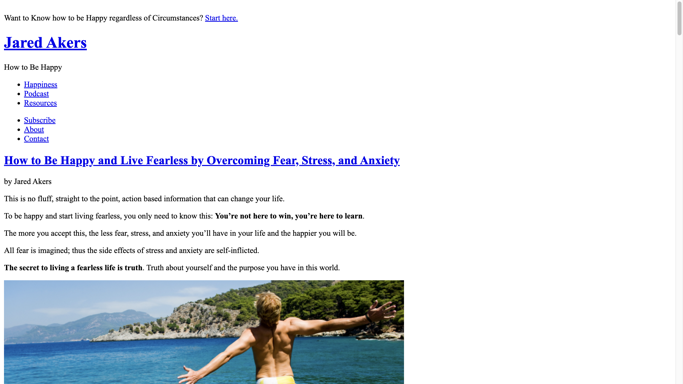 Want to Know how to be Happy regardless of Circumstances? Start here.
Jared Akers
How to Be Happy
Happiness
Podcast
Resources
Subscribe
About
Contact
How to Be Happy and Live Fearless by Overcoming Fear, Stress, and Anxiety
by Jared Akers
This is no fluff, straight to the point, action based information that can change your life.
To be happy and start living fearless, you only need to know this: You’re not here to win, you’re here to learn.
The more you accept this, the less fear, stress, and anxiety you’ll have in your life and the happier you will be.
All fear is imagined; thus the side effects of stress and anxiety are self-inflicted.
The secret to living a fearless life is truth. Truth about yourself and the purpose you have in this world.